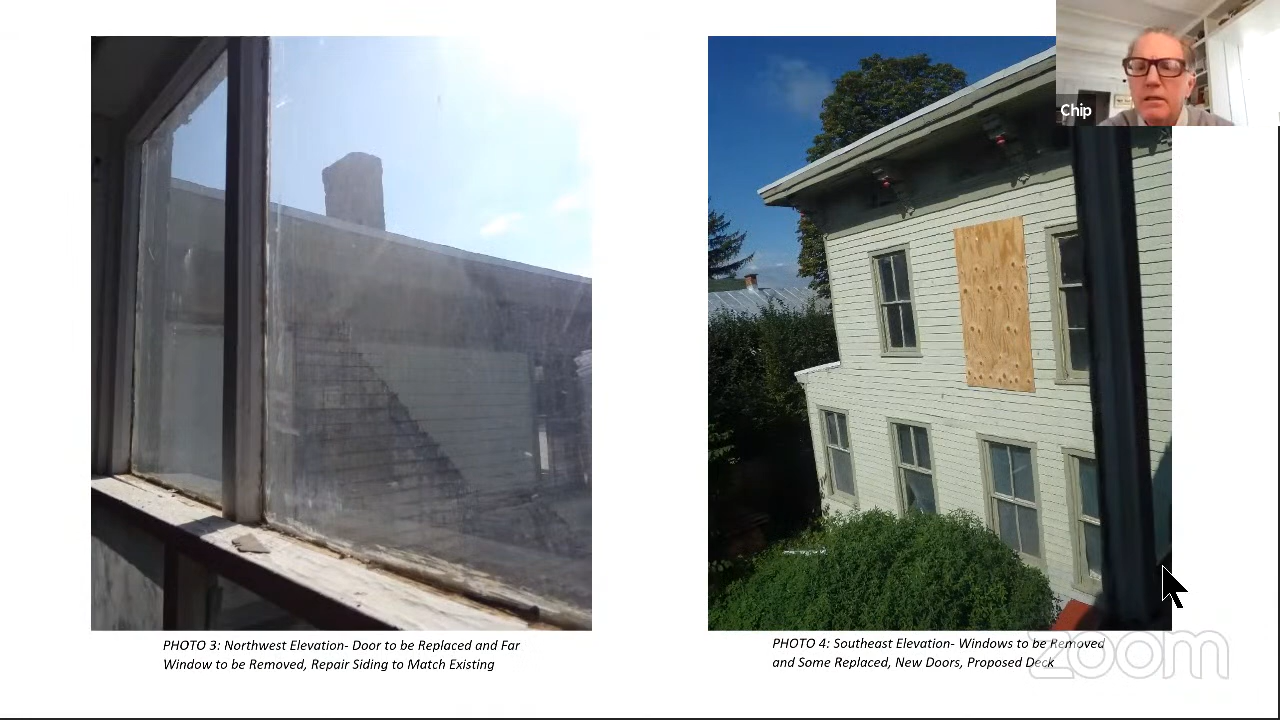 Chip
PHOTO 3: Northwest Elevation- Door to be Replaced and Far
Window to be Removed, Repair Siding to Match Existing
PHOTO 4: Southeast Elevation- Windows to be Removed
and Some Replaced, New Doors, Proposed Deck
zoom